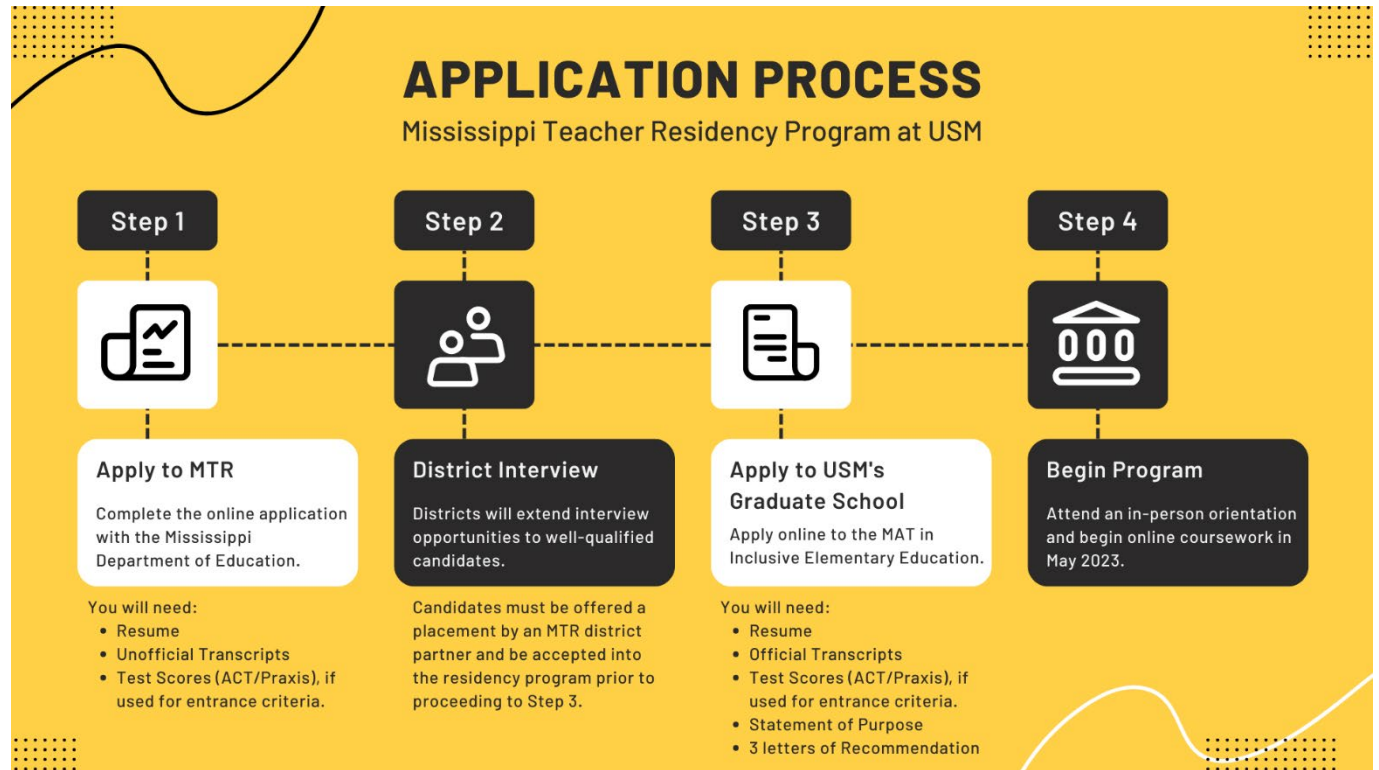 APPLICATION PROCESS
Mississippi Teacher Residency Program at USM
Step 1
Apply to MTR
Complete the online application
with the Mississippi
Department of Education.
You will need:
• Resume
• Unofficial Transcripts
• Test Scores (ACT/Praxis), if
used for entrance criteria.
Step 2
District Interview
Districts will extend interview
opportunities to well-qualified
candidates.
Candidates must be offered a
placement by an MTR district
partner and be accepted into
the residency program prior to
proceeding to Step 3.
Step 3
Apply to USM's
Graduate School
Apply online to the MAT in
Inclusive Elementary Education.
You will need:
• Resume
• Official Transcripts
• Test Scores (ACT/Praxis), if
used for entrance criteria.
• Statement of Purpose
• 3 letters of Recommendation
Step 4
Begin Program
Attend an in-person orientation
and begin online coursework in
May 2023.